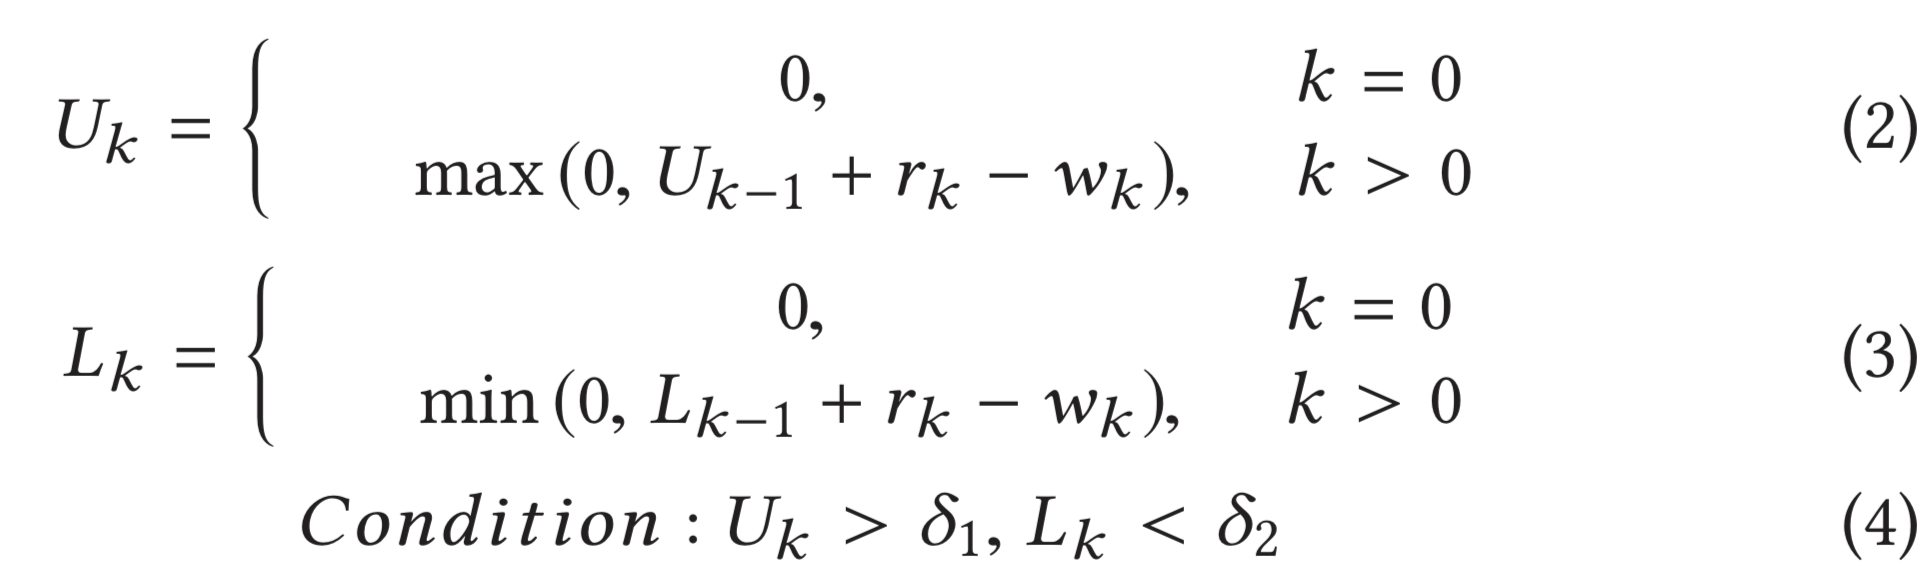 0, k = 0
U_k = { (2)
max (0, U_{k−1} + r_k − w_k), k > 0
0, k = 0
L_k = { (3)
min (0, L_{k−1} + r_k − w_k), k > 0
Condition : U_k > δ_1, L_k < δ_2 (4)